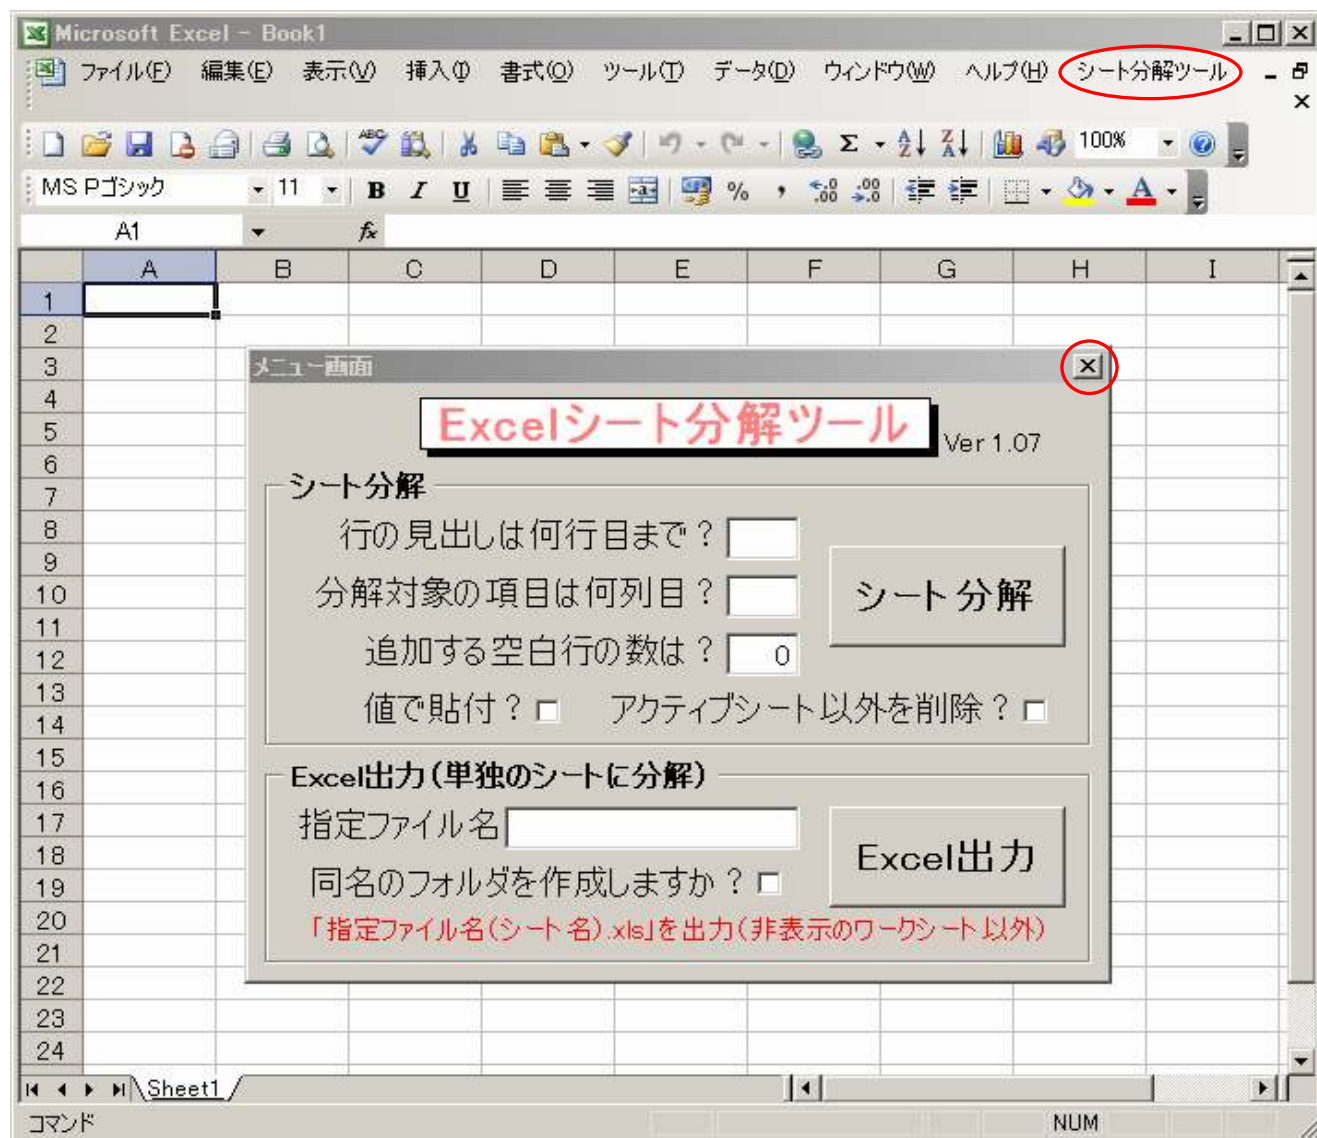 Microsoft Excel - Book1
ファイル(F) 編集(E) 表示(V) 挿入(I) 書式(O) ツール(T) データ(D) ウィンドウ(W) ヘルプ(H) シート分解ツール
100%
MS Pゴシック 11 B I U % ,
A1 fx
A B C D E F G H I
1
2
3
4
5
6
7
8
9
10
11
12
13
14
15
16
17
18
19
20
21
22
23
24
メニュー画面
Excelシート分解ツール Ver 1.07
シート分解
行の見出しは何行目まで?
分解対象の項目は何列目?
追加する空白行の数は? 0
シート分解
値で貼付? アクティブシート以外を削除?
Excel出力(単独のシートに分解)
指定ファイル名
同名のフォルダを作成しますか?
Excel出力
「指定ファイル名(シート名).xls」を出力(非表示のワークシート以外)
Sheet1
コマンド NUM